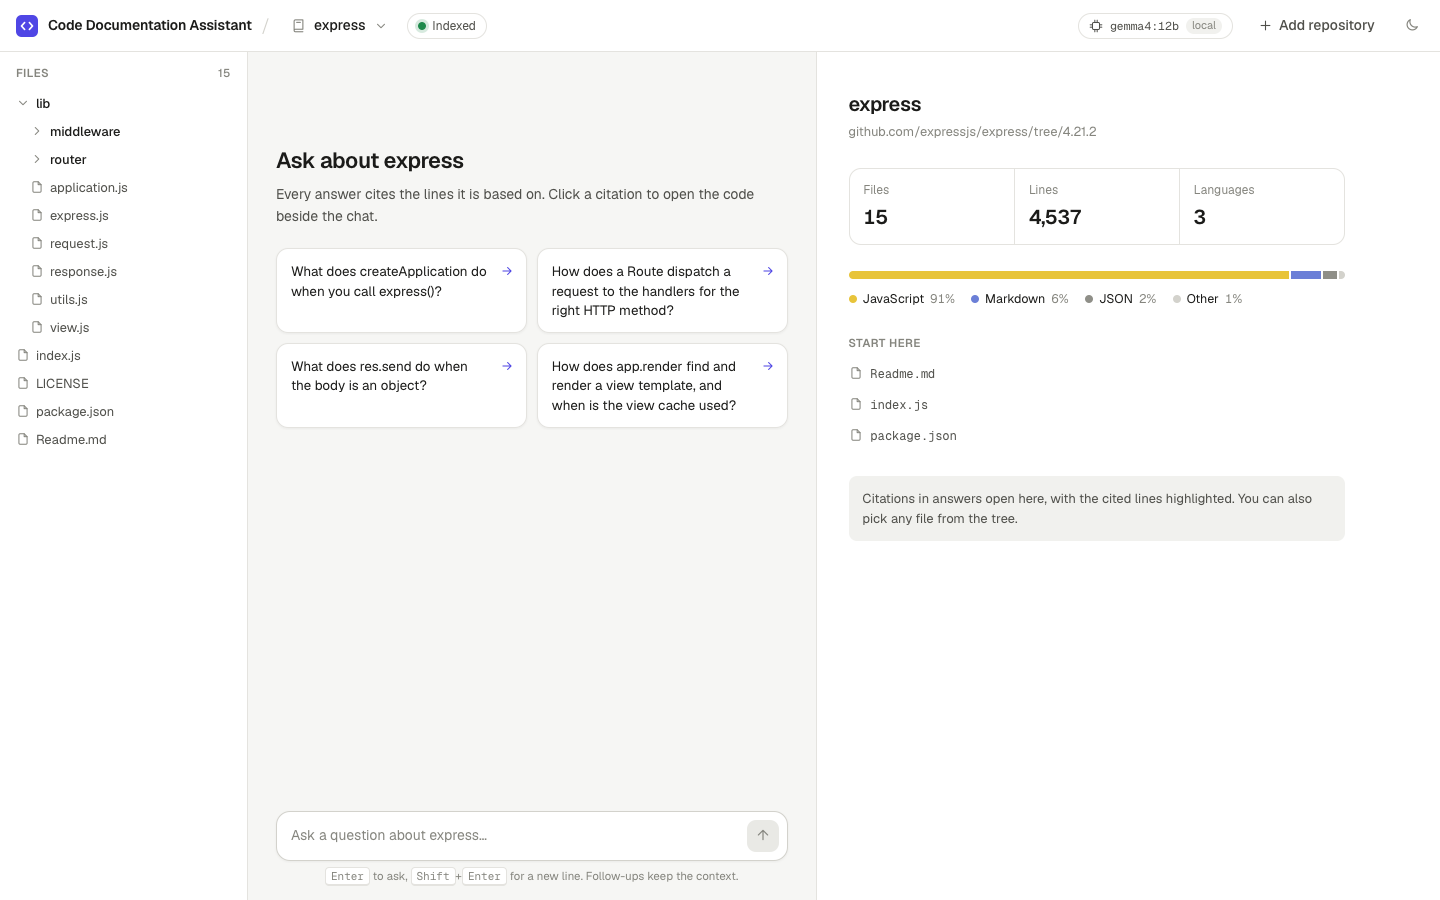 Code Documentation Assistant / express Indexed gemma4:12b local + Add repository
FILES 15
lib
middleware
router
application.js
express.js
request.js
response.js
utils.js
view.js
index.js
LICENSE
package.json
Readme.md
Ask about express
Every answer cites the lines it is based on. Click a citation to open the code
beside the chat.
What does createApplication do
when you call express()?
How does a Route dispatch a
request to the handlers for the
right HTTP method?
What does res.send do when
the body is an object?
How does app.render find and
render a view template, and
when is the view cache used?
Ask a question about express...
Enter to ask, Shift+Enter for a new line. Follow-ups keep the context.
express
github.com/expressjs/express/tree/4.21.2
Files Lines Languages
15 4,537 3
JavaScript 91% Markdown 6% JSON 2% Other 1%
START HERE
Readme.md
index.js
package.json
Citations in answers open here, with the cited lines highlighted. You can also
pick any file from the tree.